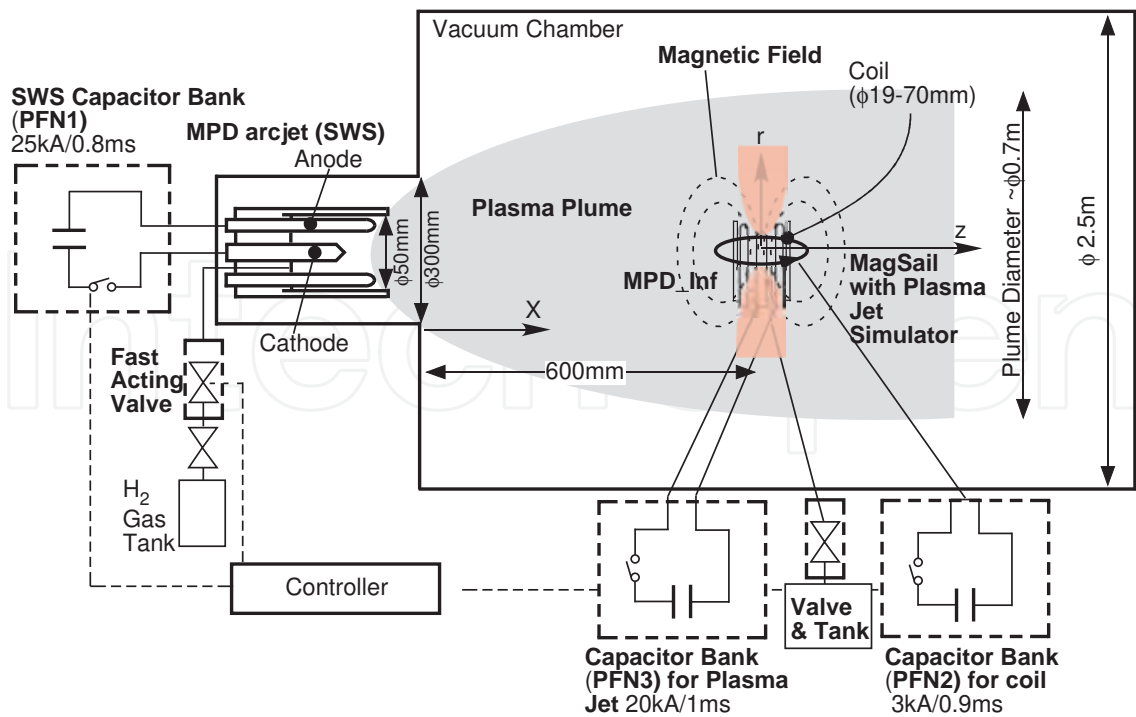 Vacuum Chamber
Magnetic Field
Coil
(ϕ19-70mm)
SWS Capacitor Bank
(PFN1)
25kA/0.8ms
MPD arcjet (SWS)
Anode
r
Plasma Plume
z
ϕ50mm
ϕ300mm
MPD_Inf
MagSail
with Plasma
Jet
Simulator
Plume Diameter ~ϕ0.7m
ϕ 2.5m
X
Cathode
600mm
Fast
Acting
Valve
H2
Gas
Tank
Controller
Valve
& Tank
Capacitor Bank
(PFN3) for Plasma
Jet 20kA/1ms
Capacitor Bank
(PFN2) for coil
3kA/0.9ms